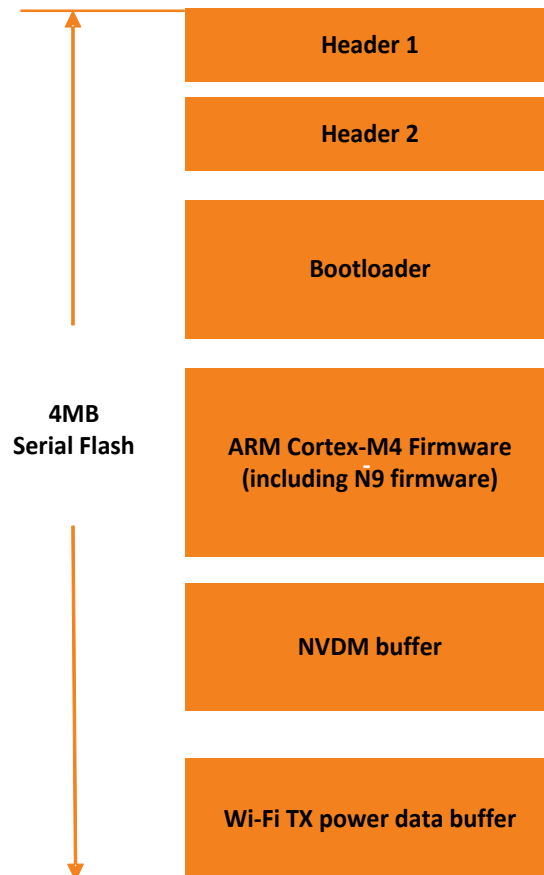 Header 1
Header 2
Bootloader
4MB
Serial Flash
ARM Cortex-M4 Firmware
(including N9 firmware)
NVDM buffer
Wi-Fi TX power data buffer